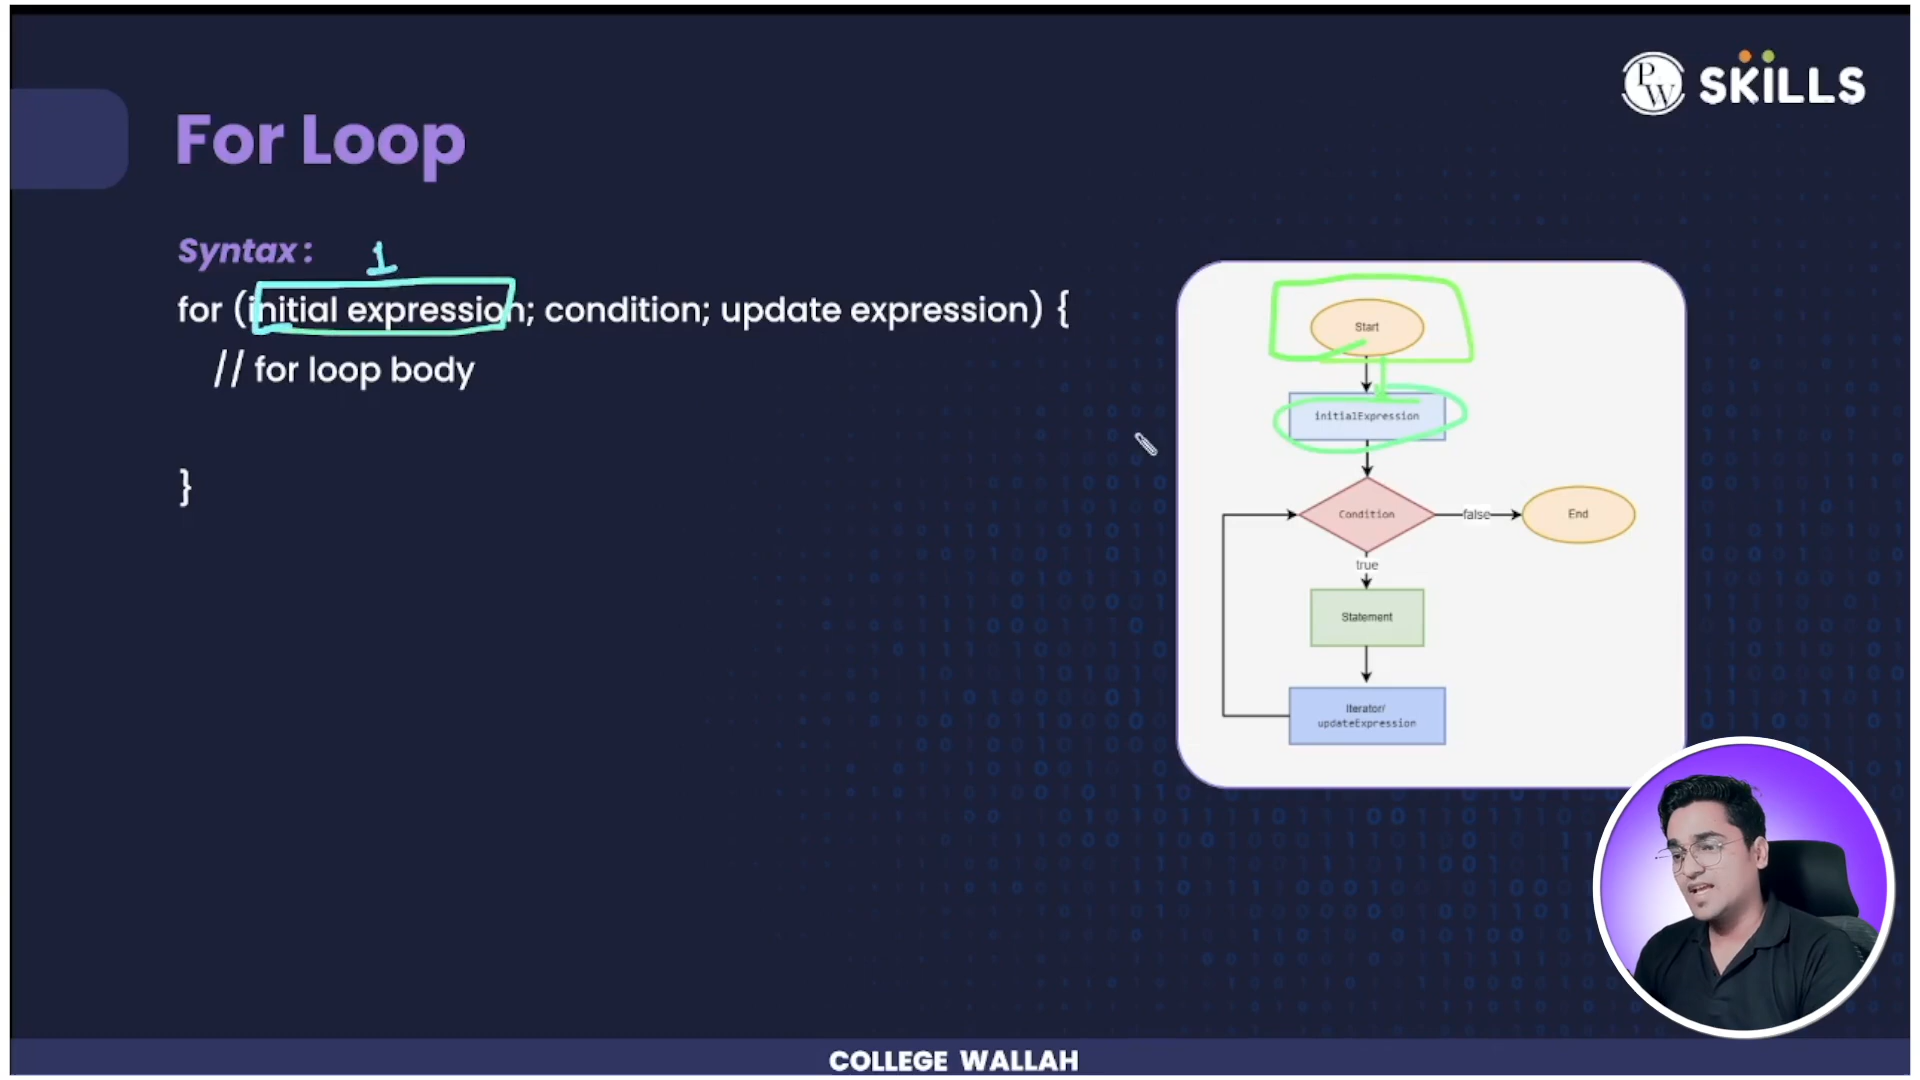 PW SKILLS
For Loop
Syntax :
1
for (initial expression; condition; update expression) {
// for loop body
}
Start
initialExpression
Condition
false
End
true
Statement
Iterator/
updateExpression
COLLEGE WALLAH